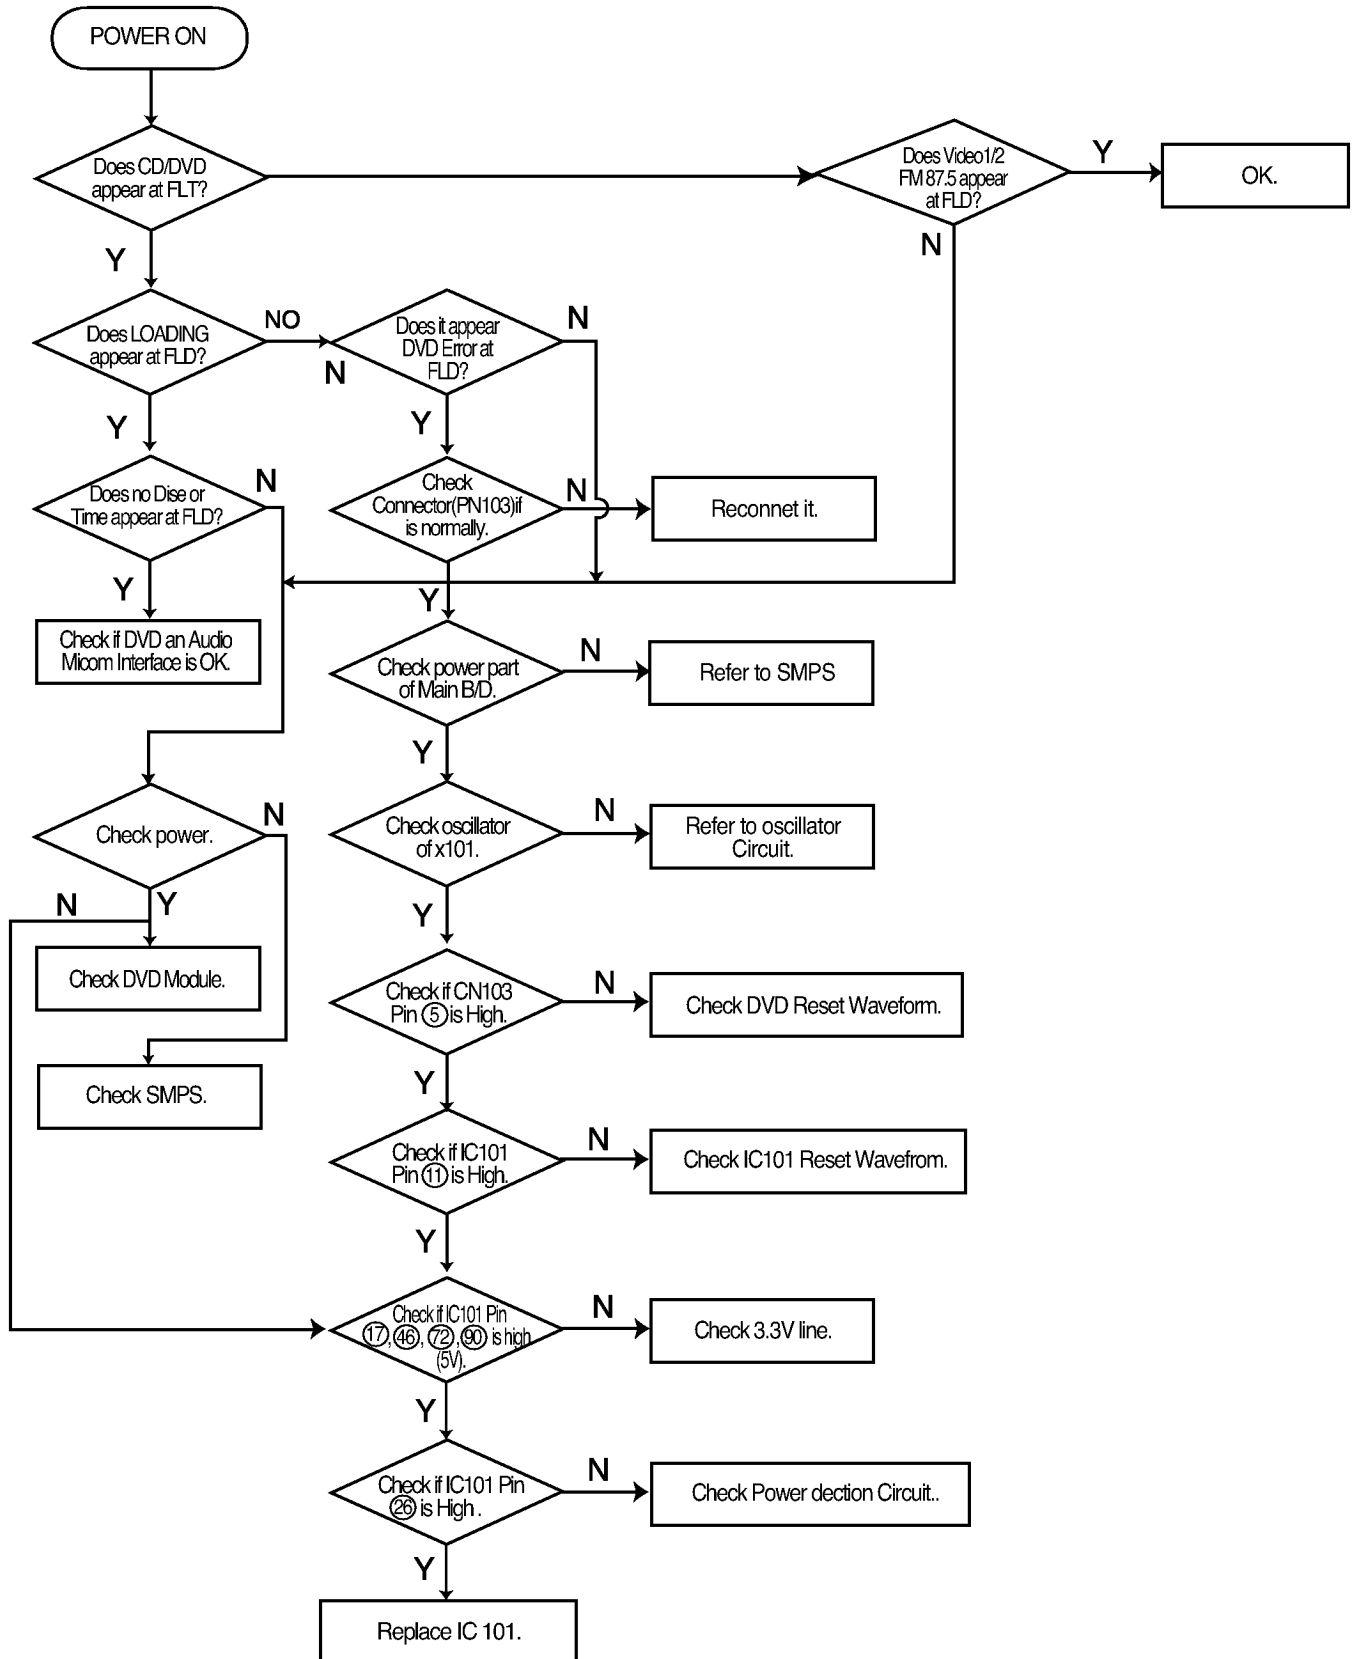 POWER ON
Does CD/DVD
appear at FLT?
Does Video1/2
FM 87.5 appear
at FLD?
Y
OK.
N
Y
Does LOADING
appear at FLD?
NO
N
Does it appear
DVD Error at
FLD?
N
Y
Y
Does no Dise or
Time appear at FLD?
N
Check
Connector(PN103)if
is normally.
N
Reconnet it.
Y
Y
Check if DVD an Audio
Micom Interface is OK.
Check power part
of Main B/D.
N
Refer to SMPS
Y
Check power.
N
Check oscillator
of x101.
N
Refer to oscillator
Circuit.
N
Y
Y
Check DVD Module.
Check if CN103
Pin ⑤ is High.
N
Check DVD Reset Waveform.
Check SMPS.
Y
Check if IC101
Pin ⑪ is High.
N
Check IC101 Reset Wavefrom.
Y
Check if IC101 Pin
⑰, ㊻, 72, 90 is high
(5V).
N
Check 3.3V line.
Y
Check if IC101 Pin
㉖ is High .
N
Check Power dection Circuit..
Y
Replace IC 101.